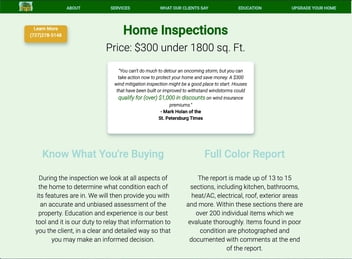 ABOUT SERVICES WHAT OUR CLIENTS SAY EDUCATION UPGRADE YOUR HOME
Learn More
(727)218-5148
Home Inspections
Price: $300 under 1800 sq. Ft.
"You can't do much to detour an oncoming storm, but you can
take action now to protect your home and save money. A $300
wind mitigation inspection might be a good place to start. Houses
that have been built or improved to withstand windstorms could
qualify for (over) $1,000 in discounts on wind insurance
premiums."
- Mark Holan of the
St. Petersburg Times
Know What You're Buying
During the inspection we look at all aspects
of the home to determine what condition each of
its features are in. We will then provide you with
an accurate and unbiased assessment of the
property. Education and experience is our best
tool and it is our duty to relay that information to
you the client, in a clear and detailed way so that
you may make an informed decision.
Full Color Report
The report is made up of 13 to 15
sections, including kitchen, bathrooms,
heat/AC, electrical, roof, exterior areas
and more. Within these sections there are
over 200 individual items which we
evaluate thoroughly. Items found in poor
condition are photographed and
documented with comments at the end
of the report.